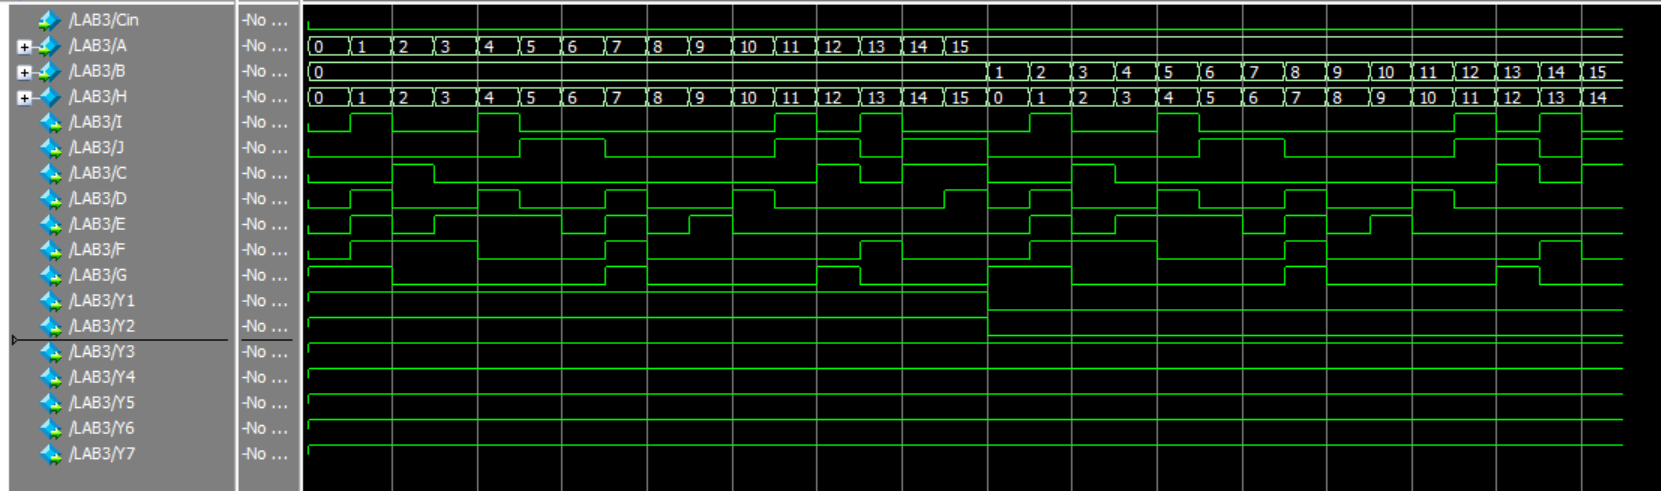 /LAB3/Cin -No ...
/LAB3/A -No ... 0 1 2 3 4 5 6 7 8 9 10 11 12 13 14 15
/LAB3/B -No ... 0 1 2 3 4 5 6 7 8 9 10 11 12 13 14 15
/LAB3/H -No ... 0 1 2 3 4 5 6 7 8 9 10 11 12 13 14 15 0 1 2 3 4 5 6 7 8 9 10 11 12 13 14
/LAB3/I -No ...
/LAB3/J -No ...
/LAB3/C -No ...
/LAB3/D -No ...
/LAB3/E -No ...
/LAB3/F -No ...
/LAB3/G -No ...
/LAB3/Y1 -No ...
/LAB3/Y2 -No ...
/LAB3/Y3 -No ...
/LAB3/Y4 -No ...
/LAB3/Y5 -No ...
/LAB3/Y6 -No ...
/LAB3/Y7 -No ...